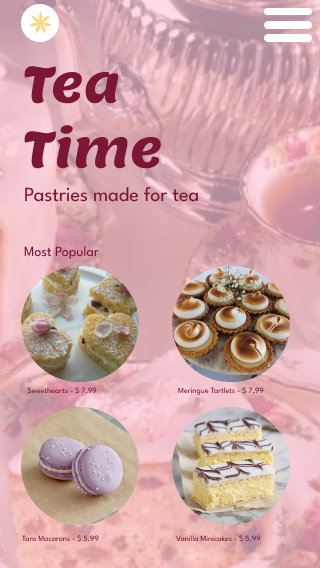 Tea
Time
Pastries made for tea
Most Popular
Sweethearts - $ 7,99
Meringue Tartlets - $ 7,99
Taro Macarons - $ 5,99
Vanilla Minicakes - $ 5,99